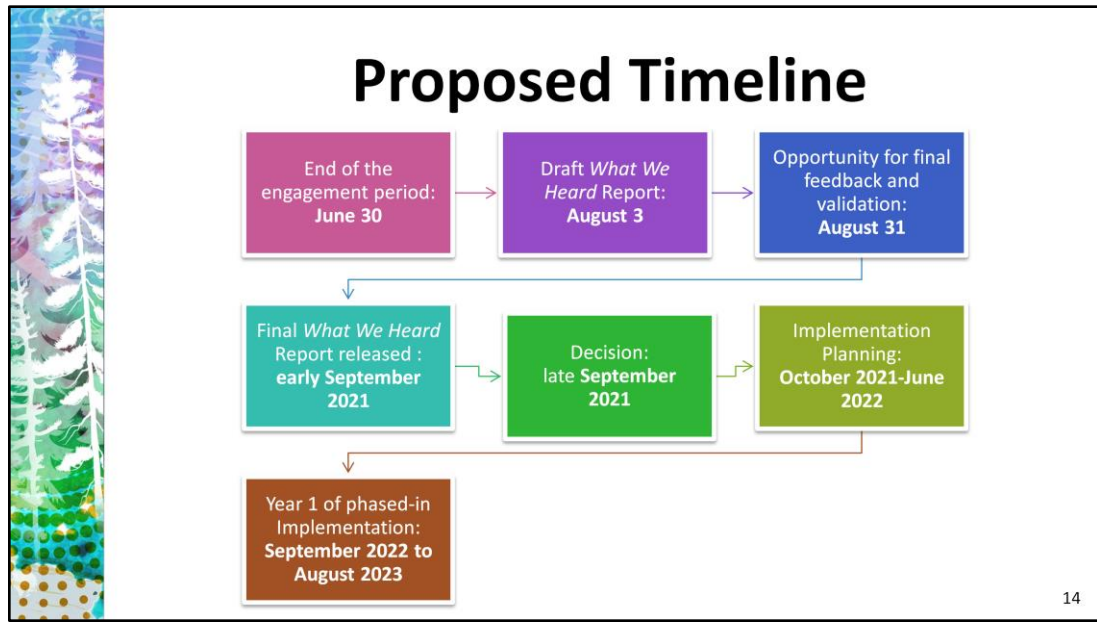 Proposed Timeline
End of the
engagement period:
June 30
Draft What We
Heard Report:
August 3
Opportunity for final
feedback and
validation:
August 31
Final What We Heard
Report released :
early September
2021
Decision:
late September
2021
Implementation
Planning:
October 2021-June
2022
Year 1 of phased-in
Implementation:
September 2022 to
August 2023
14